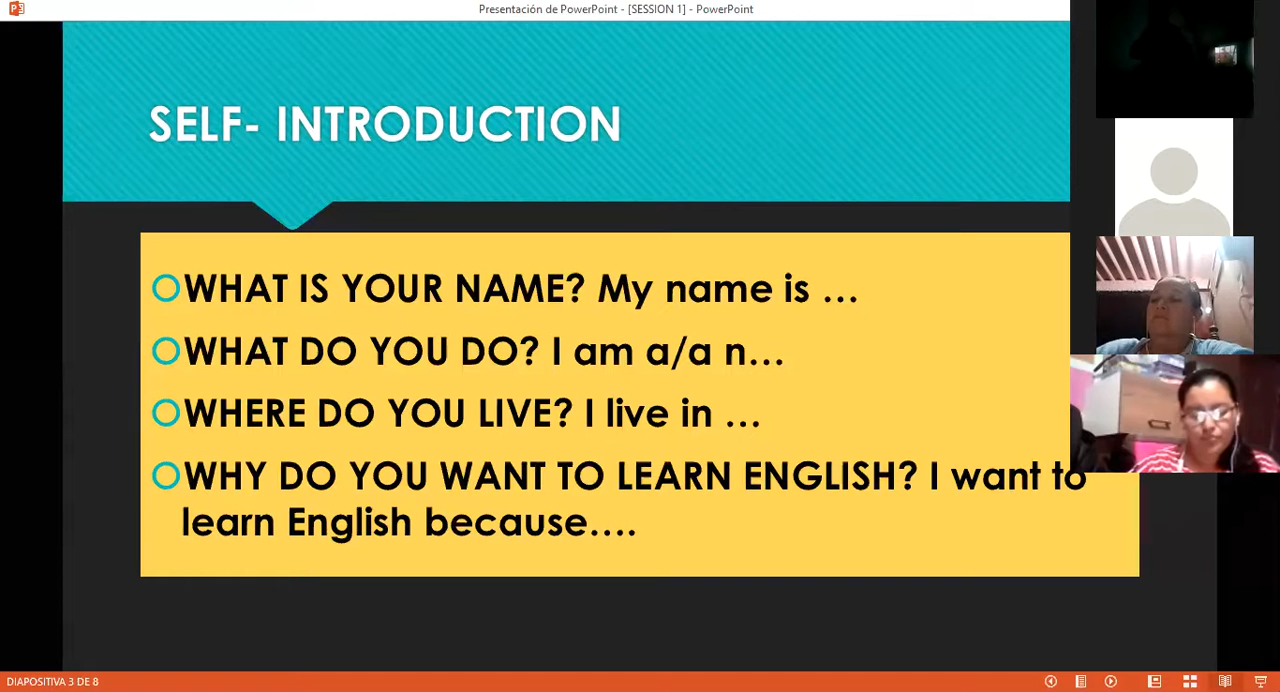 Presentación de PowerPoint - [SESSION 1] - PowerPoint
SELF- INTRODUCTION
WHAT IS YOUR NAME? My name is …
WHAT DO YOU DO? I am a/a n…
WHERE DO YOU LIVE? I live in …
WHY DO YOU WANT TO LEARN ENGLISH? I want to
learn English because….
DIAPOSITIVA 3 DE 8